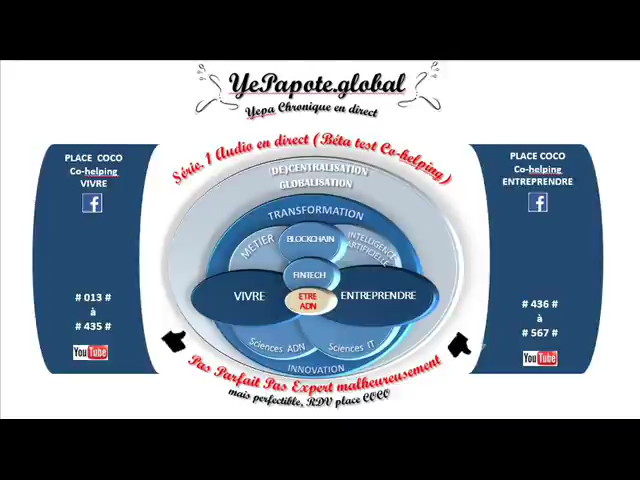 YePapote.global
Yepa Chronique en direct
Série.1 Audio en direct (Béta test Co-helping)
PLACE COCO
Co-helping
VIVRE
# 013 #
à
# 435 #
YouTube
DE)CENTRALISATION
GLOBALISATION
TRANSFORMATION
METIER
BLOCKCHAIN
INTELLIGENCE
ARTIFICIELLE
FINTECH
VIVRE
ETRE
ADN
ENTREPRENDRE
Sciences ADN
Sciences IT
INNOVATION
PLACE COCO
Co-helping
ENTREPRENDRE
# 436 #
à
# 567 #
YouTube
Pas Parfait Pas Expert malheureusement
mais perfectible, RDV place COCO